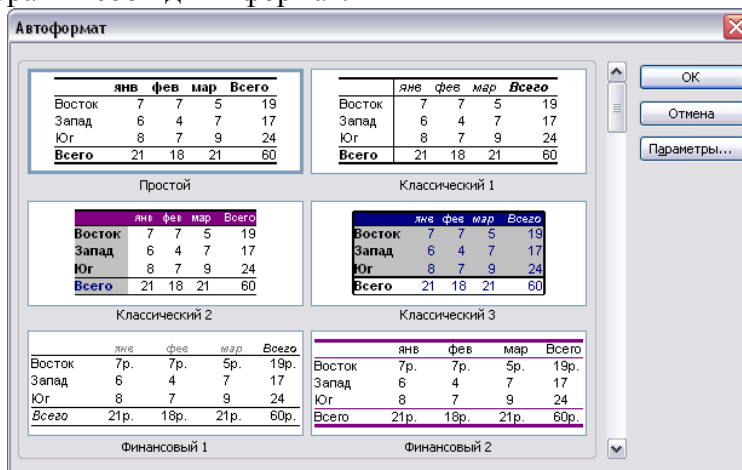 Автоформат
янв фев мар Всего
Восток 7 7 5 19
Запад 6 4 7 17
Юг 8 7 9 24
Всего 21 18 21 60
Простой
янв фев мар Всего
Восток 7 7 5 19
Запад 6 4 7 17
Юг 8 7 9 24
Всего 21 18 21 60
Классический 1
OK
Отмена
Параметры...
янв фев мар Всего
Восток 7 7 5 19
Запад 6 4 7 17
Юг 8 7 9 24
Всего 21 18 21 60
Классический 2
янв фев мар Всего
Восток 7 7 5 19
Запад 6 4 7 17
Юг 8 7 9 24
Всего 21 18 21 60
Классический 3
янв фев мар Всего
Восток 7р. 7р. 5р. 19р.
Запад 6 4 7 17
Юг 8 7 9 24
Всего 21р. 18р. 21р. 60р.
Финансовый 1
янв фев мар Всего
Восток 7р. 7р. 5р. 19р.
Запад 6 4 7 17
Юг 8 7 9 24
Всего 21р. 18р. 21р. 60р.
Финансовый 2